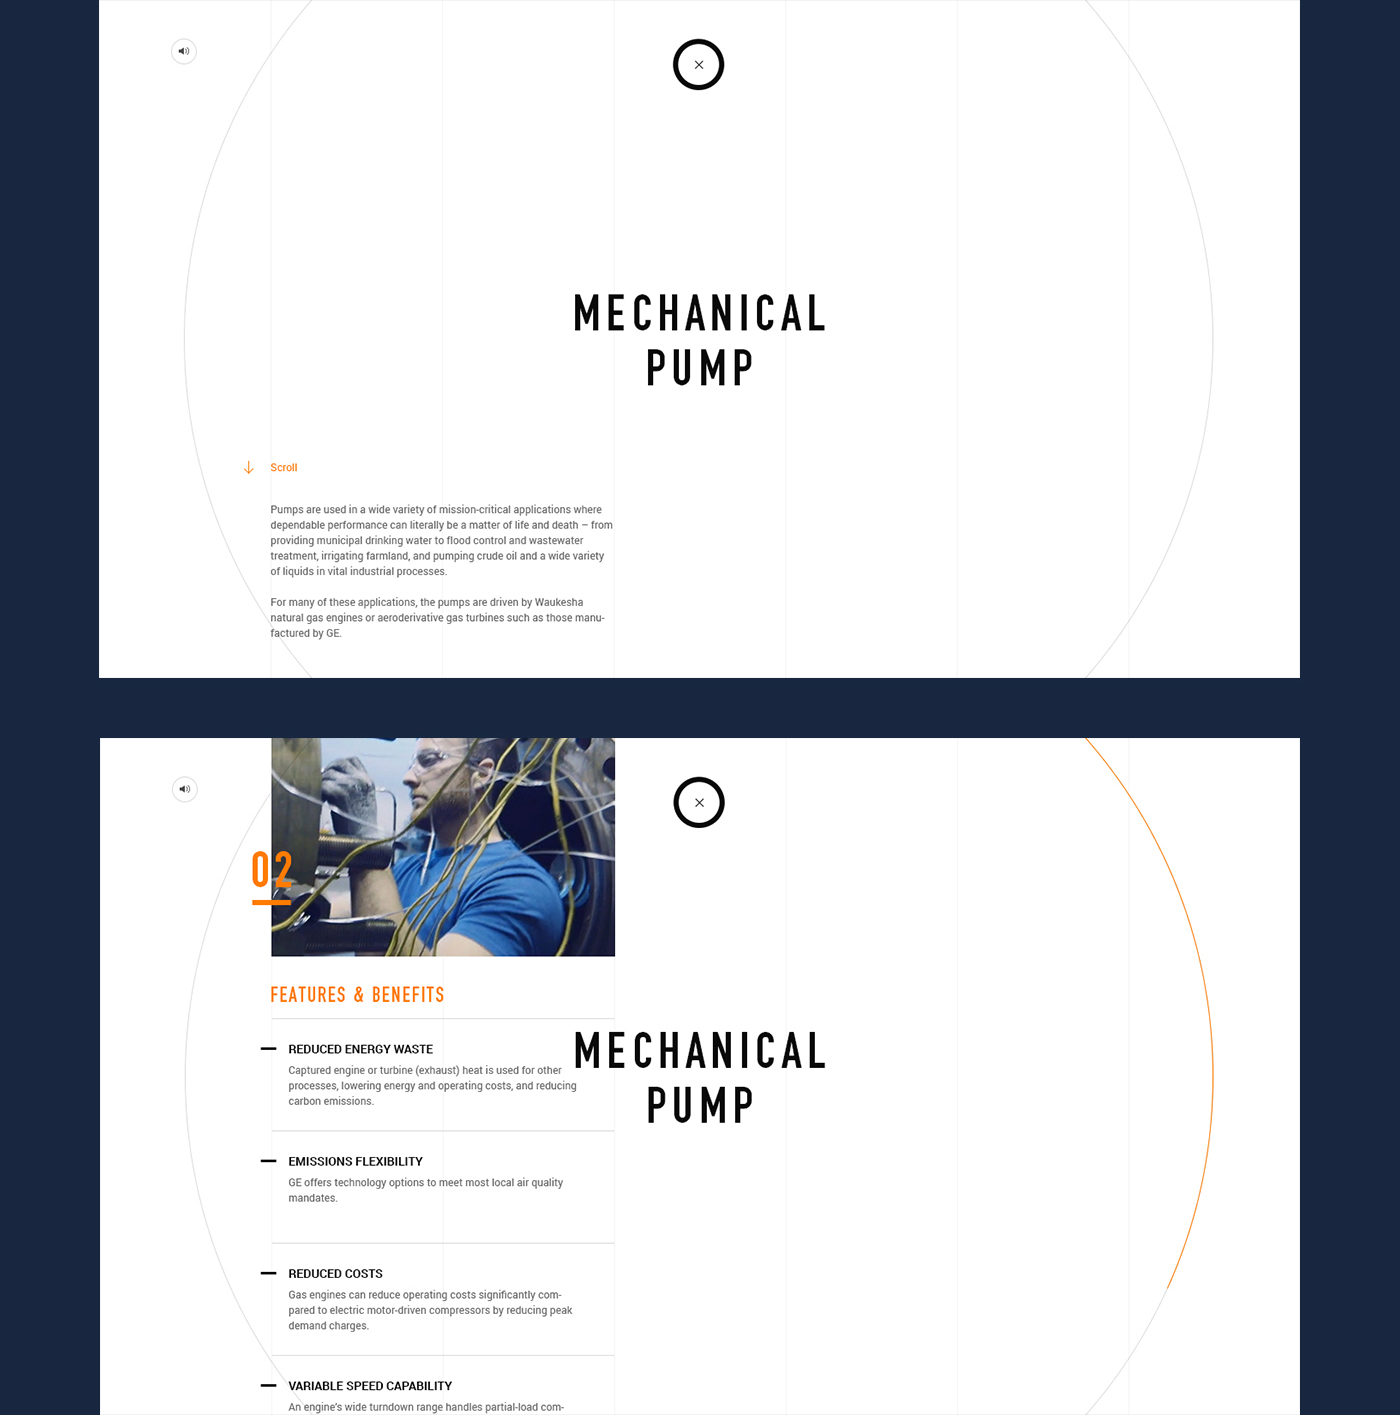 MECHANICAL
PUMP
Scroll
Pumps are used in a wide variety of mission-critical applications where
dependable performance can literally be a matter of life and death – from
providing municipal drinking water to flood control and wastewater
treatment, irrigating farmland, and pumping crude oil and a wide variety
of liquids in vital industrial processes.
For many of these applications, the pumps are driven by Waukesha
natural gas engines or aeroderivative gas turbines such as those manu-
factured by GE.
02
FEATURES & BENEFITS
MECHANICAL
PUMP
REDUCED ENERGY WASTE
Captured engine or turbine (exhaust) heat is used for other
processes, lowering energy and operating costs, and reducing
carbon emissions.
EMISSIONS FLEXIBILITY
GE offers technology options to meet most local air quality
mandates.
REDUCED COSTS
Gas engines can reduce operating costs significantly com-
pared to electric motor-driven compressors by reducing peak
demand charges.
VARIABLE SPEED CAPABILITY
An engine's wide turndown range handles partial-load com-